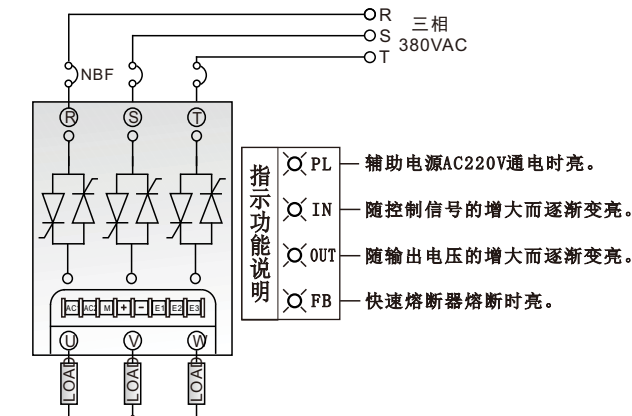 R
S
T
三相
380VAC
NBF
R S T
指示功能说明
PL 辅助电源AC220V通电时亮。
IN 随控制信号的增大而逐渐变亮。
OUT 随输出电压的增大而逐渐变亮。
FB 快速熔断器熔断时亮。
AC AC2 M + − E1 E2 E3
U V W
LOAD LOAD LOAD